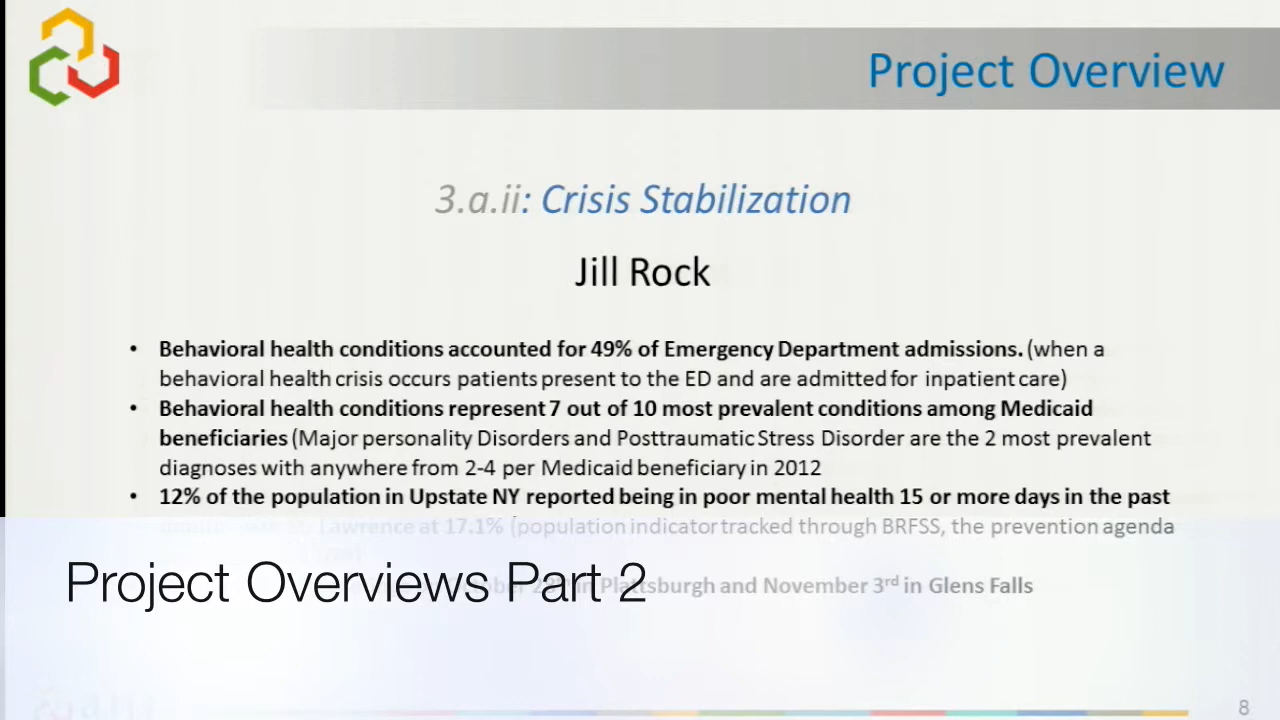 Project Overview
3.a.ii: Crisis Stabilization
Jill Rock
• Behavioral health conditions accounted for 49% of Emergency Department admissions. (when a
behavioral health crisis occurs patients present to the ED and are admitted for inpatient care)
• Behavioral health conditions represent 7 out of 10 most prevalent conditions among Medicaid
beneficiaries (Major personality Disorders and Posttraumatic Stress Disorder are the 2 most prevalent
diagnoses with anywhere from 2-4 per Medicaid beneficiary in 2012
• 12% of the population in Upstate NY reported being in poor mental health 15 or more days in the past
Lawrence at 17.1% (population indicator tracked through BRFSS, the prevention agenda
Project Overviews Part 2
Plattsburgh and November 3rd in Glens Falls
8